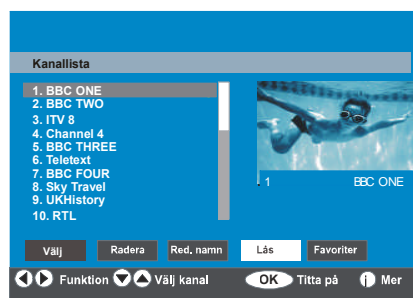 Kanallista
1. BBC ONE
2. BBC TWO
3. ITV 8
4. Channel 4
5. BBC THREE
6. Teletext
7. BBC FOUR
8. Sky Travel
9. UKHistory
10. RTL
1 BBC ONE
Välj Radera Red. namn Lås Favoriter
Funktion Välj kanal OK Titta på i Mer